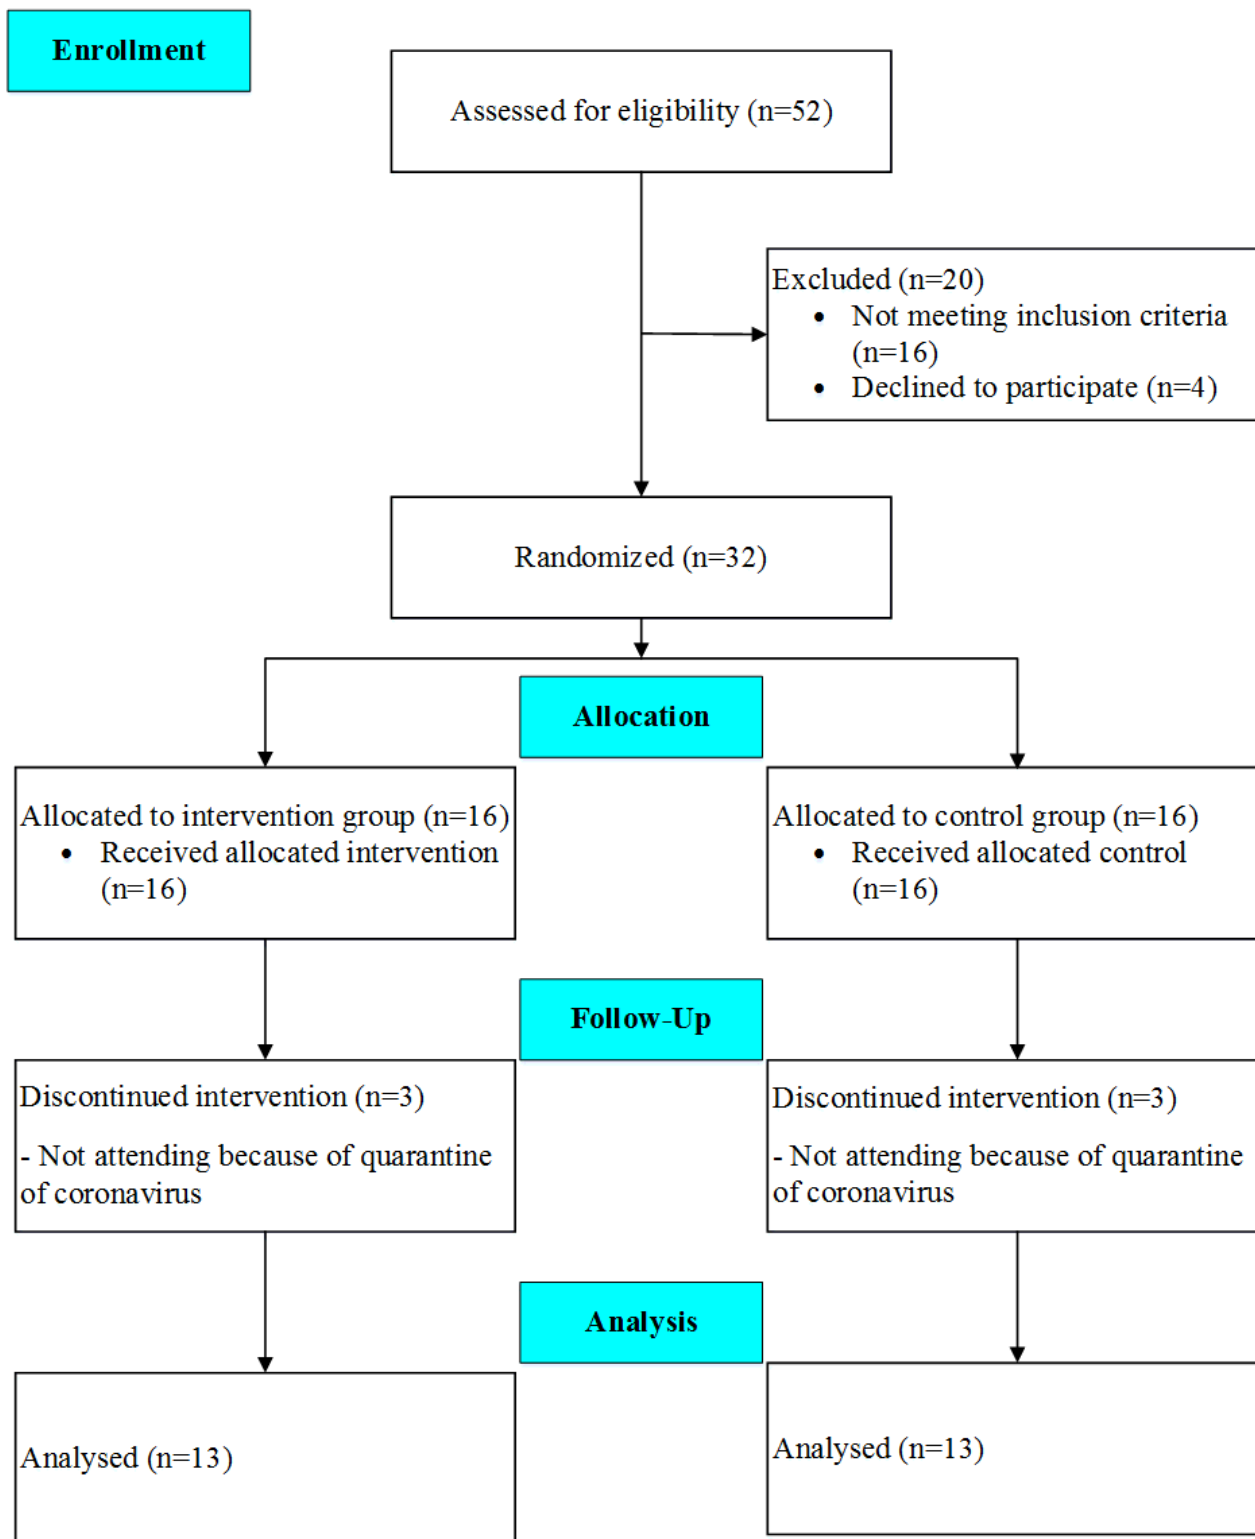 Enrollment
Assessed for eligibility (n=52)
Excluded (n=20)
• Not meeting inclusion criteria
(n=16)
• Declined to participate (n=4)
Randomized (n=32)
Allocation
Allocated to intervention group (n=16)
• Received allocated intervention
(n=16)
Allocated to control group (n=16)
• Received allocated control
(n=16)
Follow-Up
Discontinued intervention (n=3)
- Not attending because of quarantine
of coronavirus
Discontinued intervention (n=3)
- Not attending because of quarantine
of coronavirus
Analysis
Analysed (n=13)
Analysed (n=13)